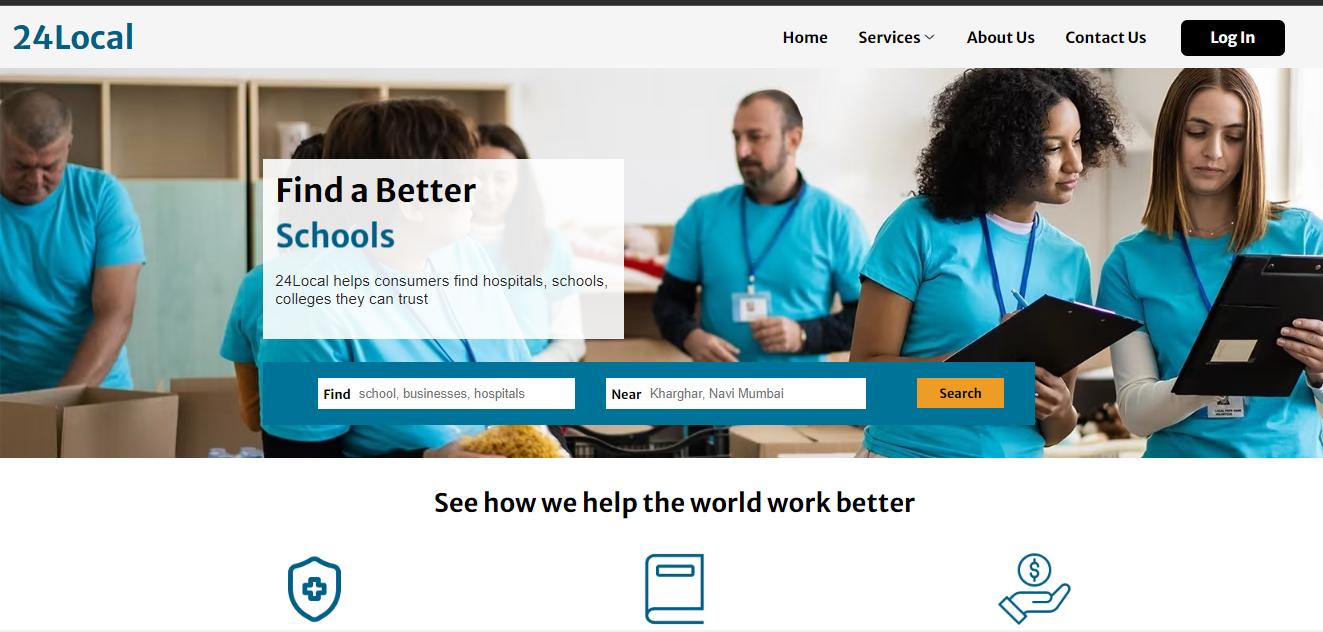 24Local
Home
Services
About Us
Contact Us
Log In
Find a Better
Schools
24Local helps consumers find hospitals, schools,
colleges they can trust
Find school, businesses, hospitals
Near Kharghar, Navi Mumbai
Search
See how we help the world work better
$